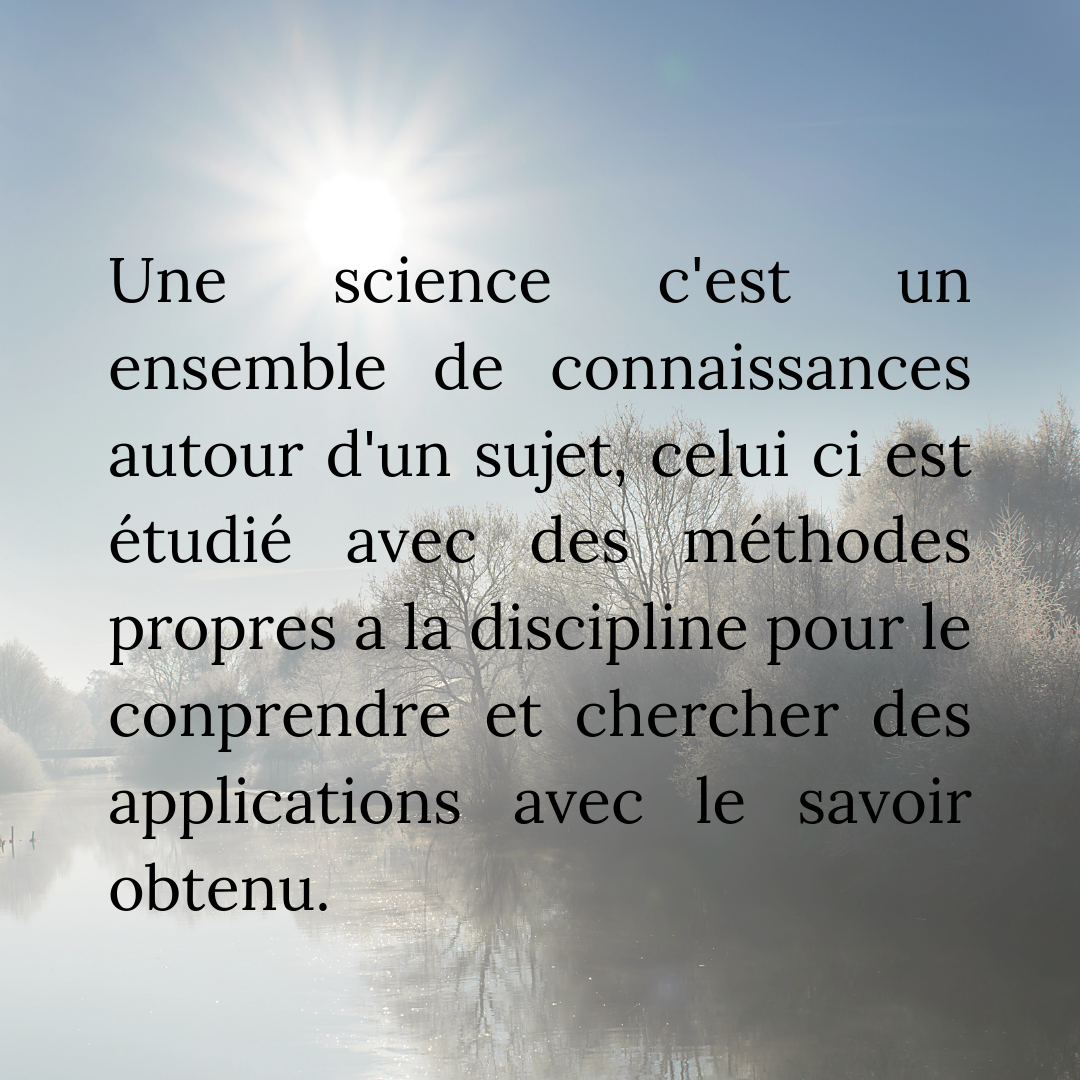 Une science c'est un
ensemble de connaissances
autour d'un sujet, celui ci est
étudié avec des méthodes
propres a la discipline pour le
conprendre et chercher des
applications avec le savoir
obtenu.